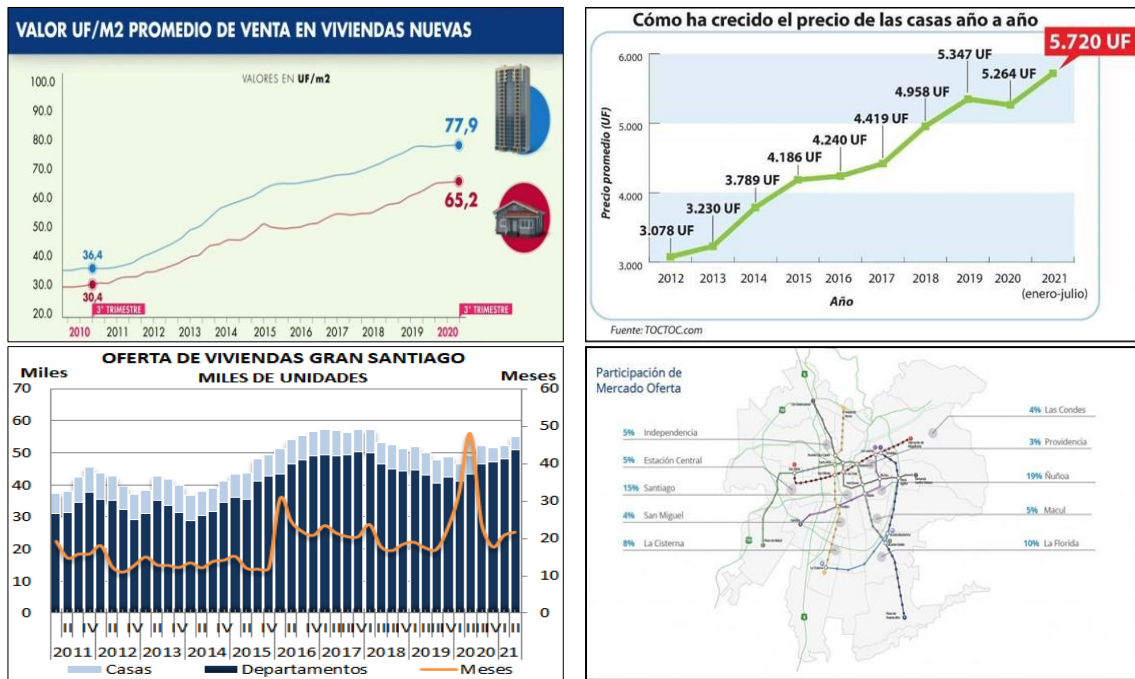 VALOR UF/M2 PROMEDIO DE VENTA EN VIVIENDAS NUEVAS
VALORES EN UF/m2
100.0
90.0
80.0
70.0
60.0
50.0
40.0
30.0
20.0
77,9
65,2
36,4
30,4
3° TRIMESTRE
3° TRIMESTRE
2010 2011 2012 2013 2014 2015 2016 2017 2018 2019 2020
Cómo ha crecido el precio de las casas año a año
5.720 UF
Precio promedio (UF)
6.000
5.000
4.000
3.000
3.078 UF
3.230 UF
3.789 UF
4.186 UF
4.240 UF
4.419 UF
4.958 UF
5.347 UF
5.264 UF
2012 2013 2014 2015 2016 2017 2018 2019 2020 2021
(enero-julio)
Año
Fuente: TOCTOC.com
OFERTA DE VIVIENDAS GRAN SANTIAGO
MILES DE UNIDADES
Miles
Meses
70
60
50
40
30
20
10
0
60
50
40
30
20
10
0
2011 2012 2013 2014 2015 2016 2017 2018 2019 2020 21
Casas Departamentos Meses
Participación de
Mercado Oferta
5% Independencia
5% Estación Central
15% Santiago
4% San Miguel
8% La Cisterna
4% Las Condes
3% Providencia
19% Ñuñoa
5% Macul
10% La Florida